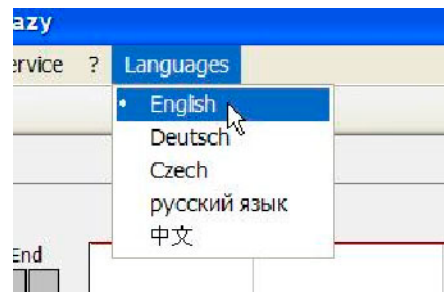 azy
ervice ? Languages
English
Deutsch
Czech
русский язык
中文
End